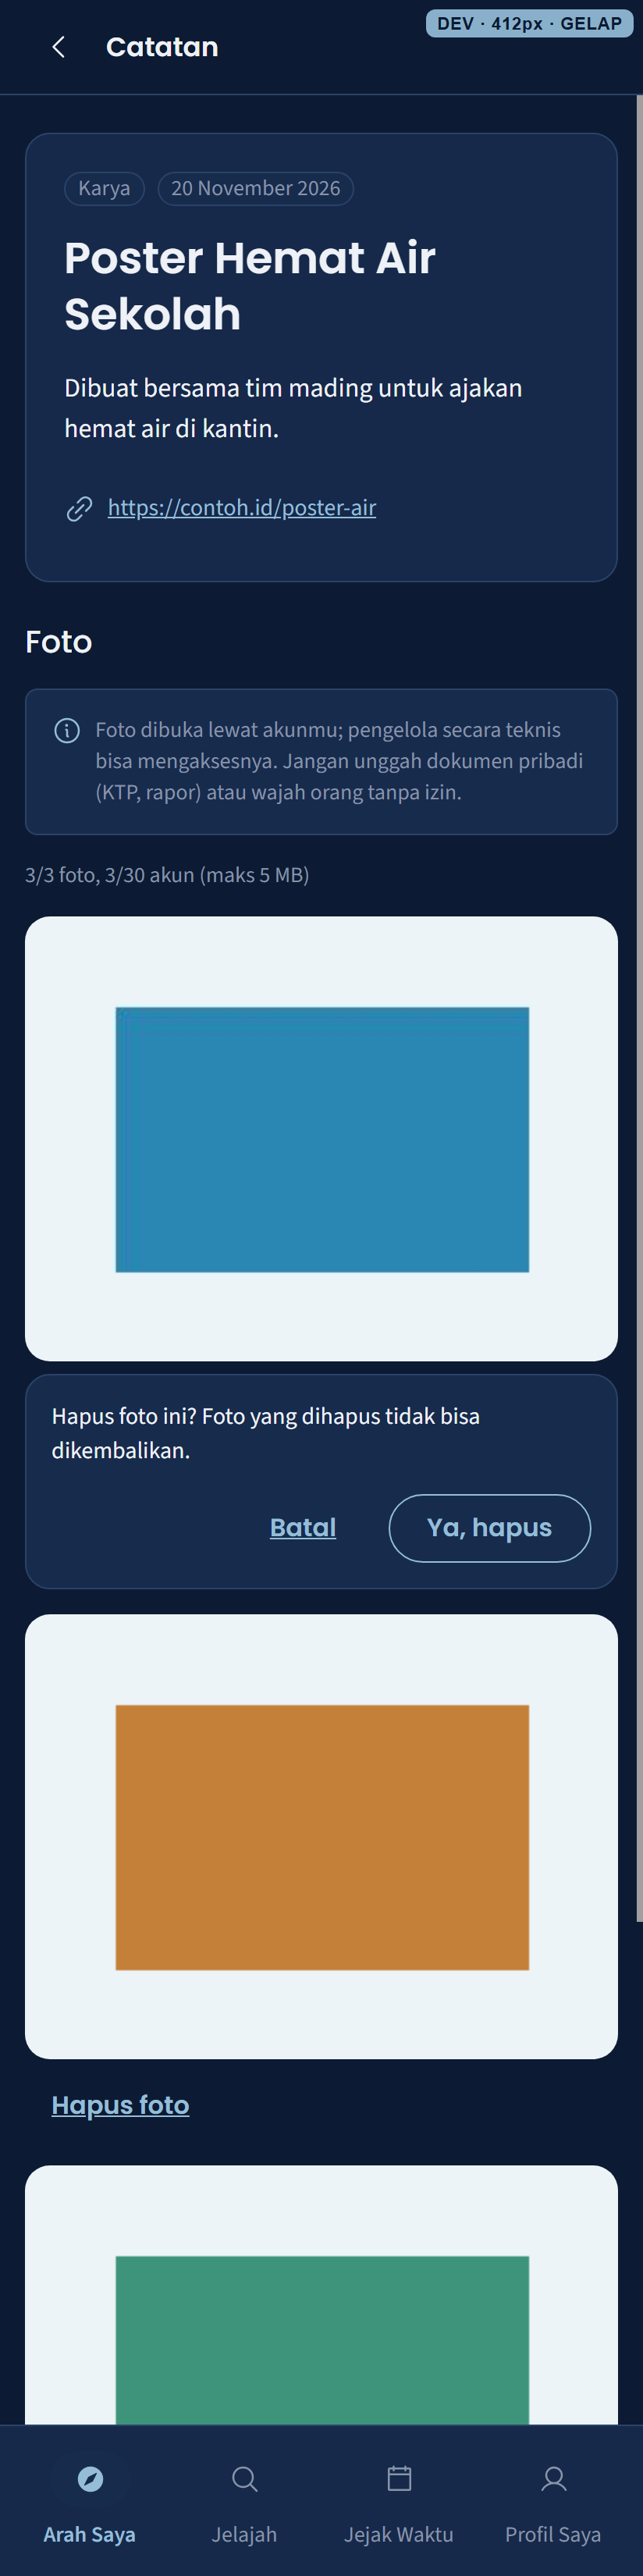 DEV · 412px · GELAP
Catatan
Karya
20 November 2026
Poster Hemat Air
Sekolah
Dibuat bersama tim mading untuk ajakan
hemat air di kantin.
https://contoh.id/poster-air
Foto
Foto dibuka lewat akunmu; pengelola secara teknis
bisa mengaksesnya. Jangan unggah dokumen pribadi
(KTP, rapor) atau wajah orang tanpa izin.
3/3 foto, 3/30 akun (maks 5 MB)
Hapus foto ini? Foto yang dihapus tidak bisa
dikembalikan.
Batal
Ya, hapus
Hapus foto
Arah Saya
Jelajah
Jejak Waktu
Profil Saya